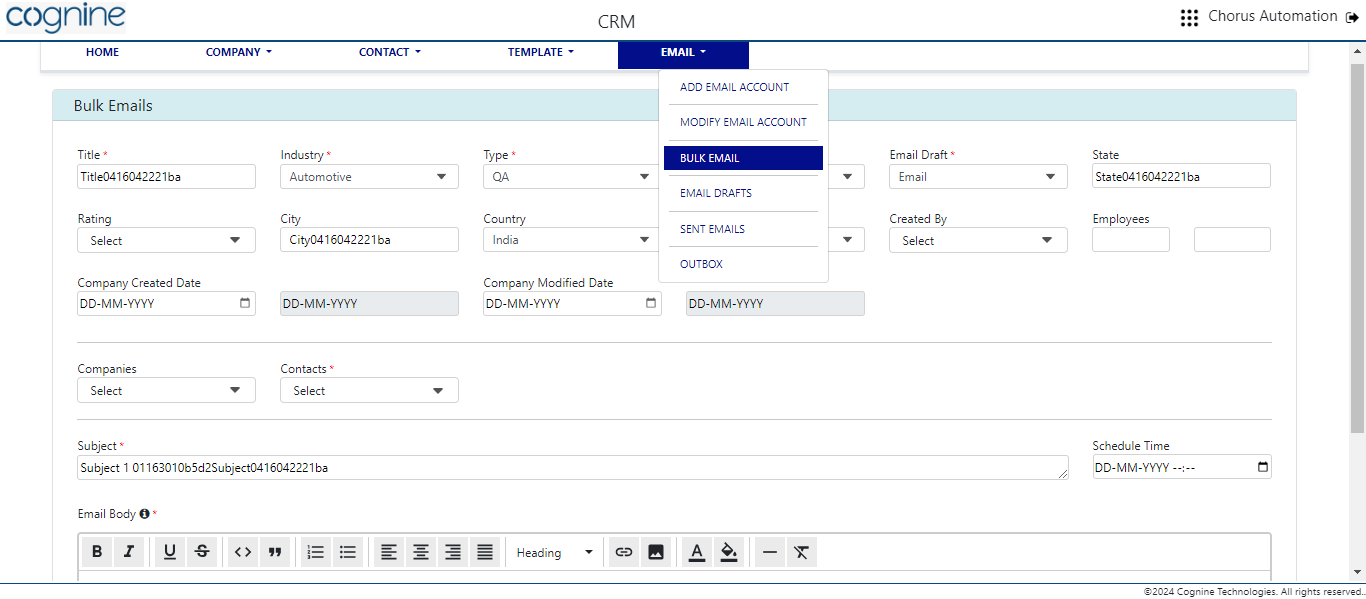 cognine
CRM
Chorus Automation
HOME COMPANY CONTACT TEMPLATE EMAIL
ADD EMAIL ACCOUNT
MODIFY EMAIL ACCOUNT
BULK EMAIL
EMAIL DRAFTS
SENT EMAILS
OUTBOX
Bulk Emails
Title * Industry * Type * Email Draft * State
Title0416042221ba Automotive QA Email State0416042221ba
Rating City Country Created By Employees
Select City0416042221ba India Select
Company Created Date Company Modified Date
DD-MM-YYYY DD-MM-YYYY DD-MM-YYYY DD-MM-YYYY
Companies Contacts *
Select Select
Subject * Schedule Time
Subject 1 01163010b5d2Subject0416042221ba DD-MM-YYYY --:--
Email Body *
B I U S Heading A
©2024 Cognine Technologies. All rights reserved.